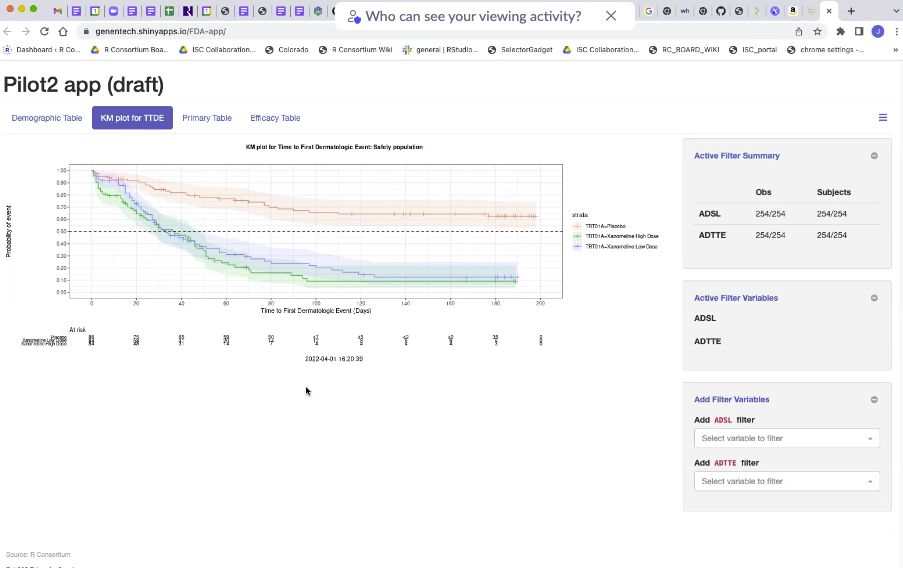 Who can see your viewing activity?
genentech.shinyapps.io/FDA-app/
Dashboard ‹ R Co...
R Consortium Boa...
ISC Collaboration...
Colorado
R Consortium Wiki
general | RStudio...
SelectorGadget
ISC Collaboration...
RC_BOARD_WIKI
ISC_portal
chrome settings -...
Pilot2 app (draft)
Demographic Table
KM plot for TTDE
Primary Table
Efficacy Table
KM plot for Time to First Dermatologic Event: Safety population
Probability of event
1.00
0.90
0.80
0.70
0.60
0.50
0.40
0.30
0.20
0.10
0.00
0 20 40 60 80 100 120 140 160 180 200
Time to First Dermatologic Event (Days)
strata
TRT01A=Placebo
TRT01A=Xanomeline High Dose
TRT01A=Xanomeline Low Dose
At risk
Placebo
Xanomeline Low Dose
Xanomeline High Dose
2022-04-01 16:20:39
Active Filter Summary
Obs Subjects
ADSL 254/254 254/254
ADTTE 254/254 254/254
Active Filter Variables
ADSL
ADTTE
Add Filter Variables
Add ADSL filter
Select variable to filter
Add ADTTE filter
Select variable to filter
Source: R Consortium